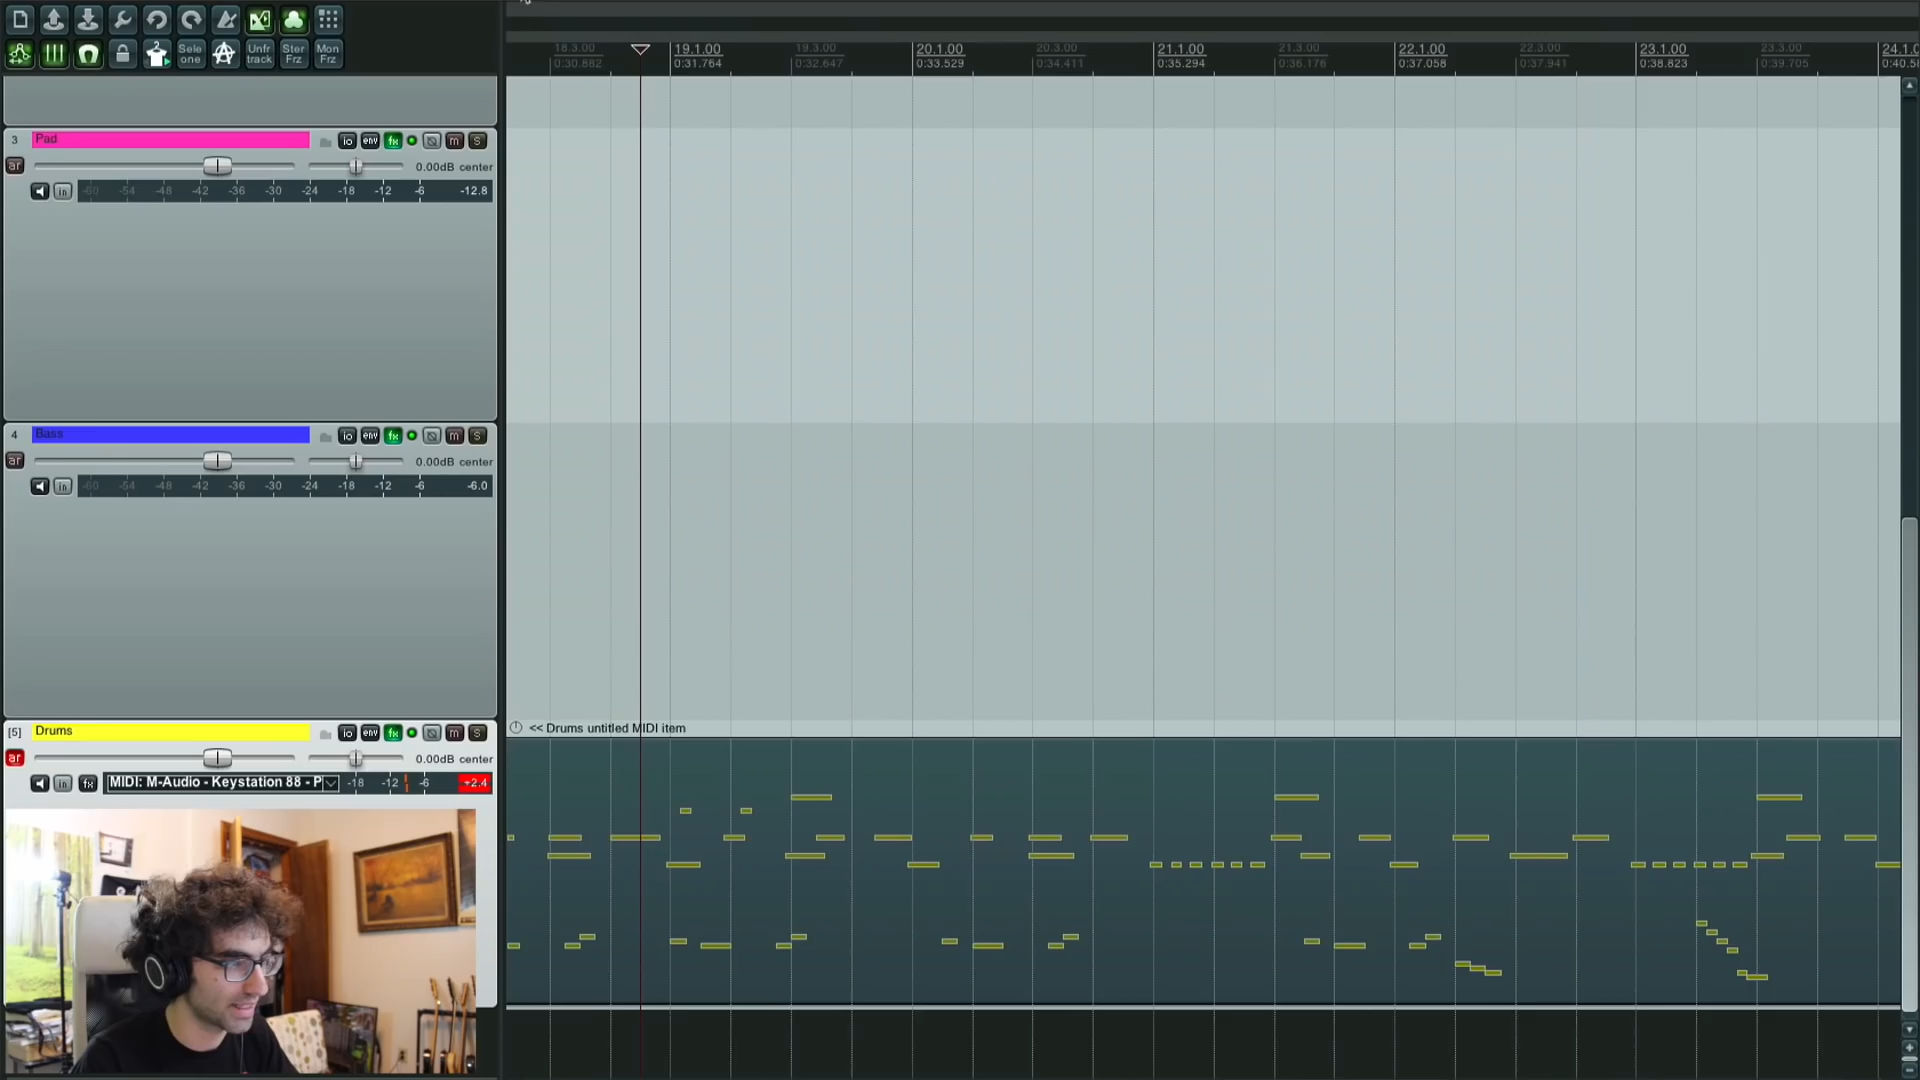 Sele one
Unfr track
Ster Frz
Mon Frz
18.3.00 19.1.00 19.3.00 20.1.00 20.3.00 21.1.00 21.3.00 22.1.00 22.3.00 23.1.00 23.3.00
0:30.882 0:31.764 0:32.647 0:33.529 0:34.411 0:35.294 0:36.176 0:37.058 0:37.941 0:38.823 0:39.705
3 Pad io env fx m S
ar 0.00dB center
in -60 -54 -48 -42 -36 -30 -24 -18 -12 -6 -12.8
4 Bass io env fx m S
ar 0.00dB center
in -60 -54 -48 -42 -36 -30 -24 -18 -12 -6 -6.0
[5] Drums io env fx m S
ar 0.00dB center
in fx MIDI: M-Audio - Keystation 88 - P -18 -12 -6 +2.4
<< Drums untitled MIDI item